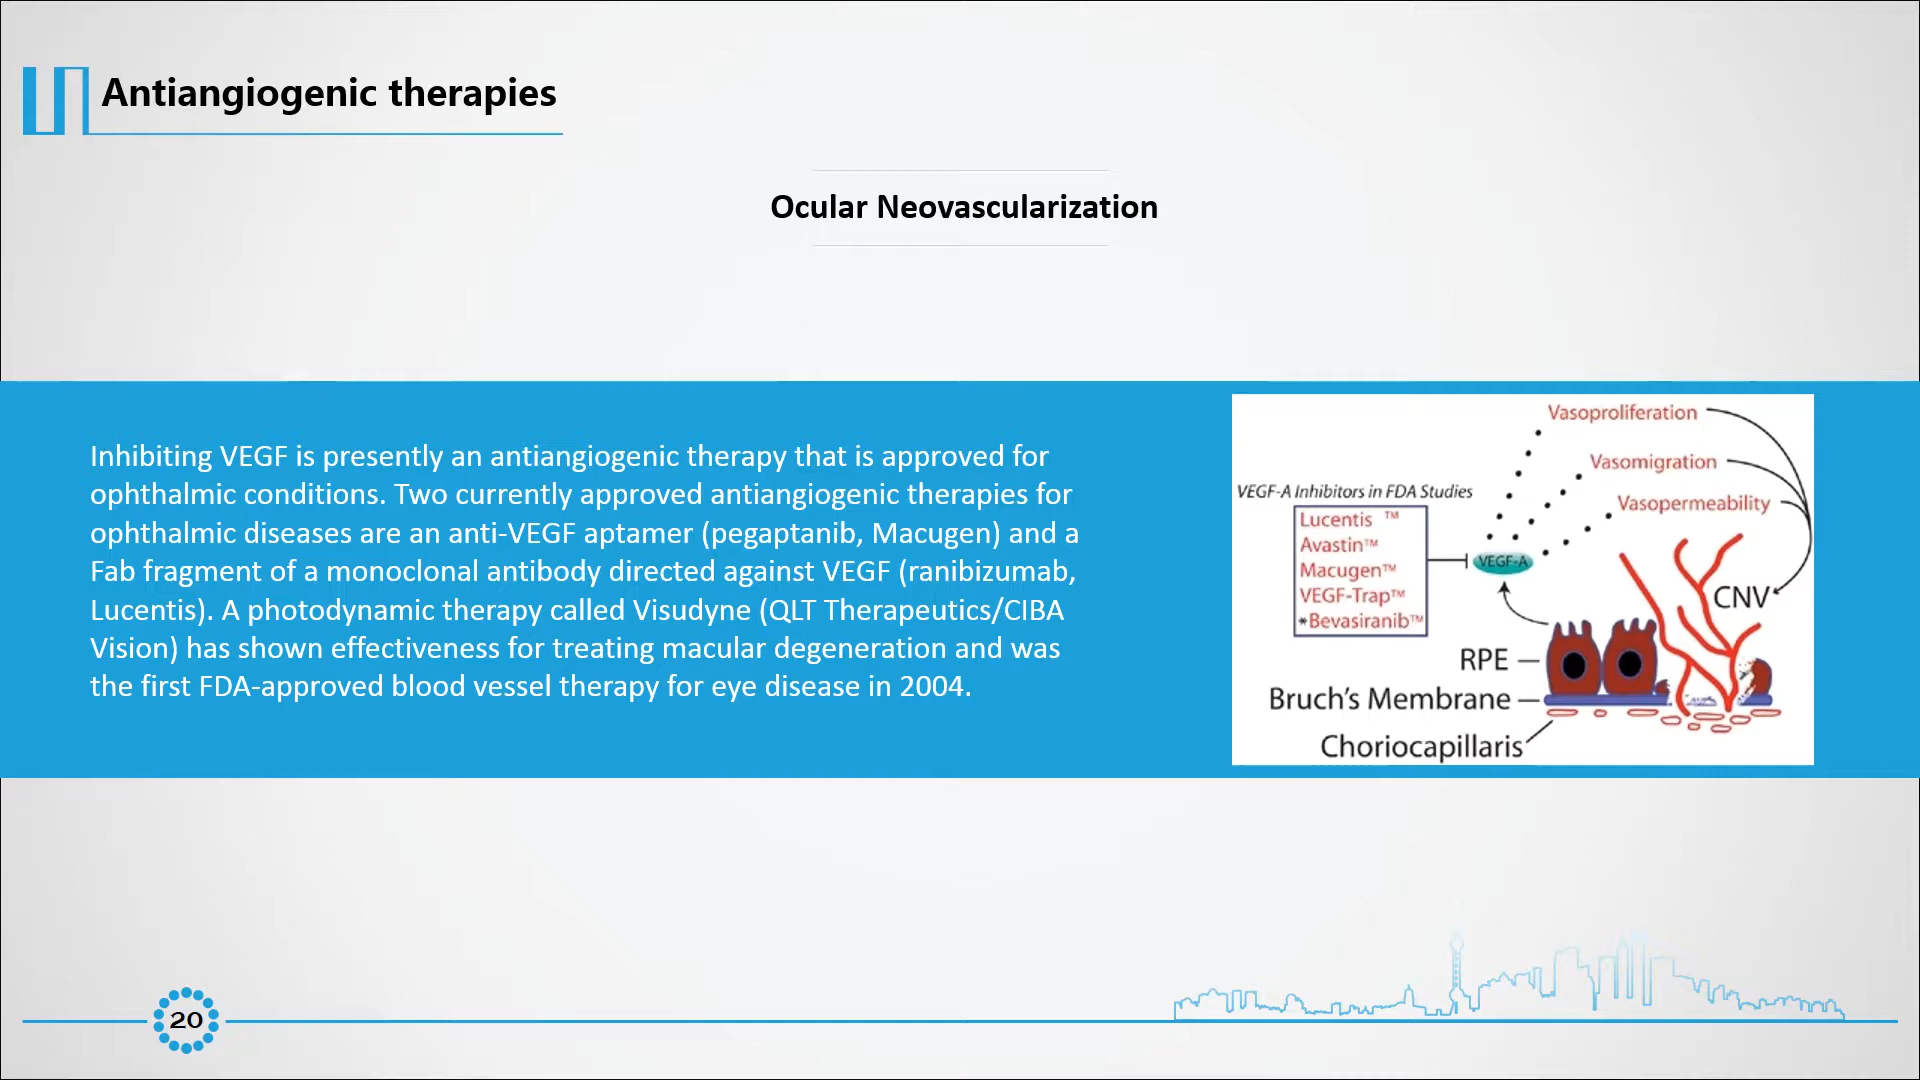 Antiangiogenic therapies
Ocular Neovascularization
Inhibiting VEGF is presently an antiangiogenic therapy that is approved for
ophthalmic conditions. Two currently approved antiangiogenic therapies for
ophthalmic diseases are an anti-VEGF aptamer (pegaptanib, Macugen) and a
Fab fragment of a monoclonal antibody directed against VEGF (ranibizumab,
Lucentis). A photodynamic therapy called Visudyne (QLT Therapeutics/CIBA
Vision) has shown effectiveness for treating macular degeneration and was
the first FDA-approved blood vessel therapy for eye disease in 2004.
Vasoproliferation
Vasomigration
Vasopermeability
VEGF-A Inhibitors in FDA Studies
Lucentis ™
Avastin™
Macugen™
VEGF-Trap™
*Bevasiranib™
VEGF-A
CNV
RPE
Bruch's Membrane
Choriocapillaris
20